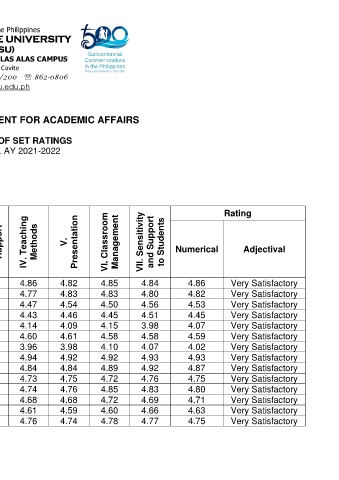 e Philippines
E UNIVERSITY
SU)
LAS ALAS CAMPUS
Cavite
/200 ☏ 862-0806
u.edu.ph
500
Quincentennial
Commemorations
in the Philippines
ENT FOR ACADEMIC AFFAIRS
OF SET RATINGS
AY 2021-2022
IV. Teaching Methods
V. Presentation
VI. Classroom Management
VII. Sensitivity and Support to Students
Rating
Numerical Adjectival
4.86 4.82 4.85 4.84 4.86 Very Satisfactory
4.77 4.83 4.83 4.80 4.82 Very Satisfactory
4.47 4.54 4.50 4.56 4.53 Very Satisfactory
4.43 4.46 4.45 4.51 4.45 Very Satisfactory
4.14 4.09 4.15 3.98 4.07 Very Satisfactory
4.60 4.61 4.58 4.58 4.59 Very Satisfactory
3.96 3.98 4.10 4.07 4.02 Very Satisfactory
4.94 4.92 4.92 4.93 4.93 Very Satisfactory
4.84 4.84 4.89 4.92 4.87 Very Satisfactory
4.73 4.75 4.72 4.76 4.75 Very Satisfactory
4.74 4.76 4.85 4.83 4.80 Very Satisfactory
4.68 4.68 4.72 4.69 4.71 Very Satisfactory
4.61 4.59 4.60 4.66 4.63 Very Satisfactory
4.76 4.74 4.78 4.77 4.75 Very Satisfactory